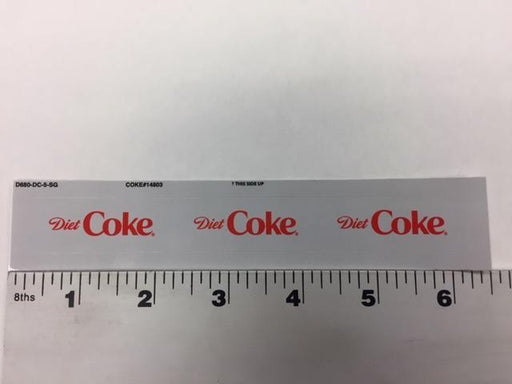 D680-DC-5-SG COKE#14803 ↑ THIS SIDE UP
Diet Coke® Diet Coke® Diet Coke®
8ths 1 2 3 4 5 6